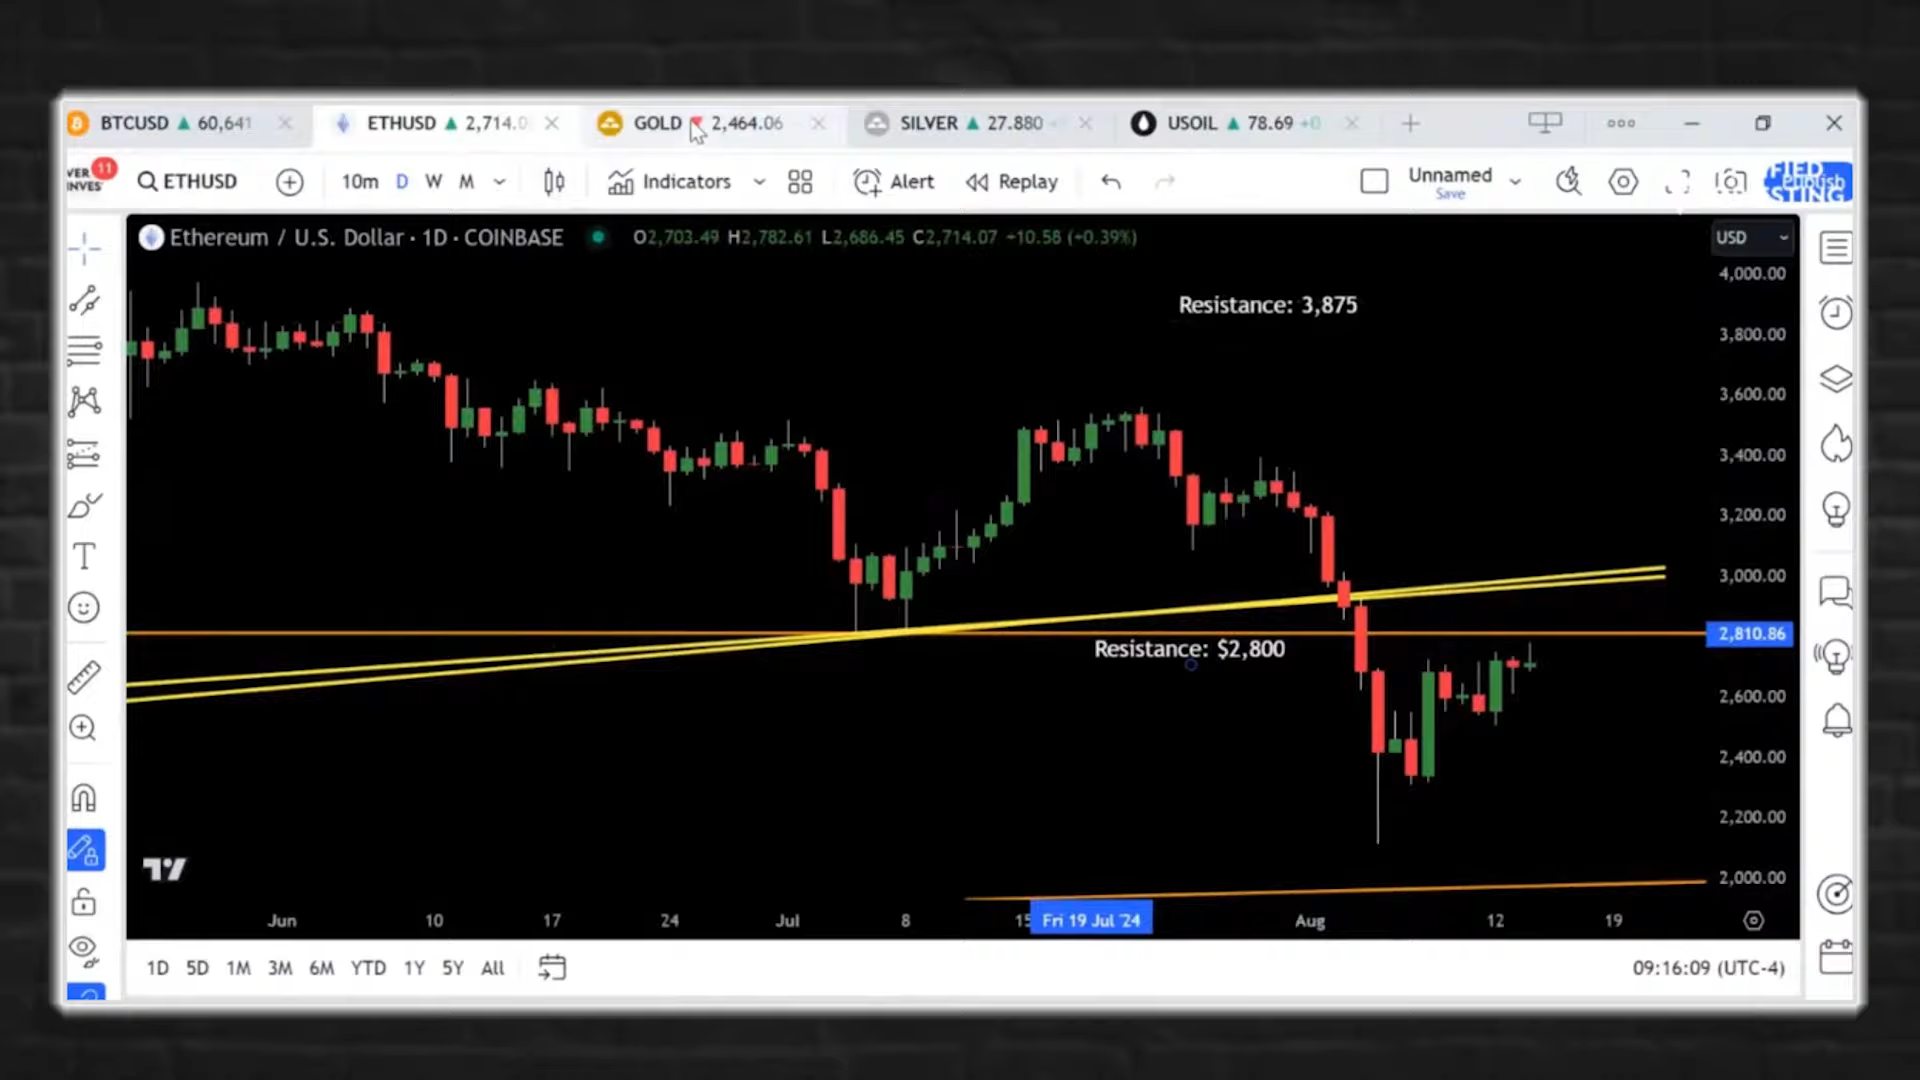 BTCUSD 60,641
ETHUSD 2,714.0
GOLD 2,464.06
SILVER 27.880
USOIL 78.69 +0
11
ETHUSD
10m D W M
Indicators
Alert
Replay
Unnamed
Save
Ethereum / U.S. Dollar · 1D · COINBASE
O2,703.49 H2,782.61 L2,686.45 C2,714.07 +10.58 (+0.39%)
USD
4,000.00
Resistance: 3,875
3,800.00
3,600.00
3,400.00
3,200.00
3,000.00
2,810.86
Resistance: $2,800
2,600.00
2,400.00
2,200.00
2,000.00
Jun 10 17 24 Jul 8 15 Fri 19 Jul '24 Aug 12 19
1D 5D 1M 3M 6M YTD 1Y 5Y All
09:16:09 (UTC-4)